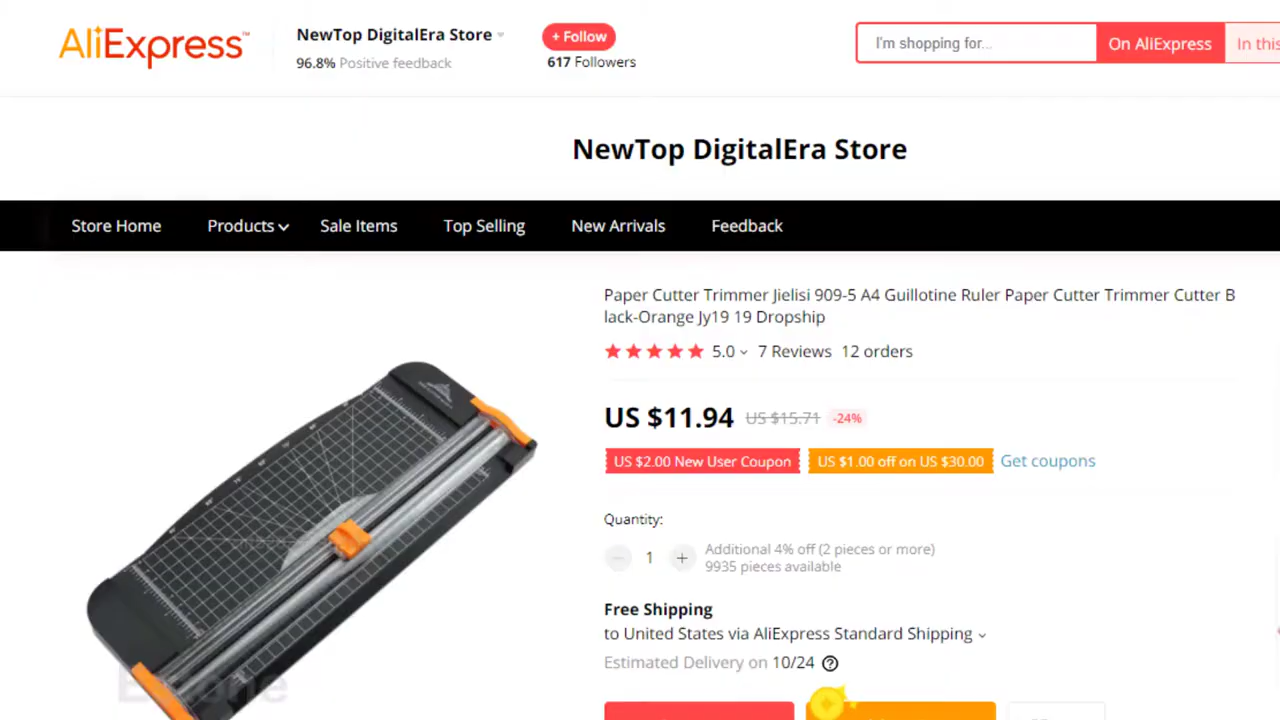 AliExpress™
NewTop DigitalEra Store
96.8% Positive feedback
+ Follow
617 Followers
I'm shopping for...
On AliExpress
In this
NewTop DigitalEra Store
Store Home Products Sale Items Top Selling New Arrivals Feedback
Paper Cutter Trimmer Jielisi 909-5 A4 Guillotine Ruler Paper Cutter Trimmer Cutter B
lack-Orange Jy19 19 Dropship
5.0 7 Reviews 12 orders
US $11.94 US $15.71 -24%
US $2.00 New User Coupon US $1.00 off on US $30.00 Get coupons
Quantity:
1
Additional 4% off (2 pieces or more)
9935 pieces available
Free Shipping
to United States via AliExpress Standard Shipping
Estimated Delivery on 10/24